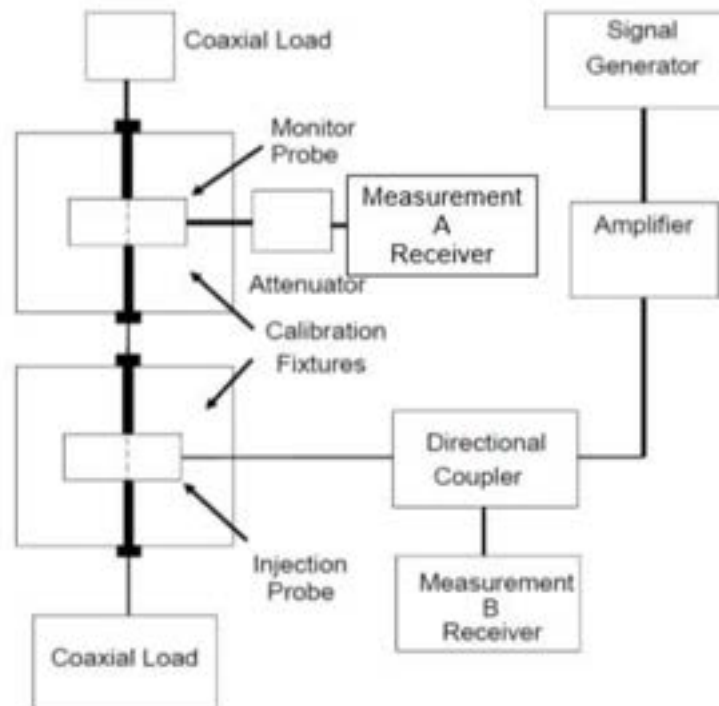 Coaxial Load
Signal
Generator
Monitor
Probe
Measurement
A
Receiver
Amplifier
Attenuator
Calibration
Fixtures
Directional
Coupler
Injection
Probe
Measurement
B
Receiver
Coaxial Load